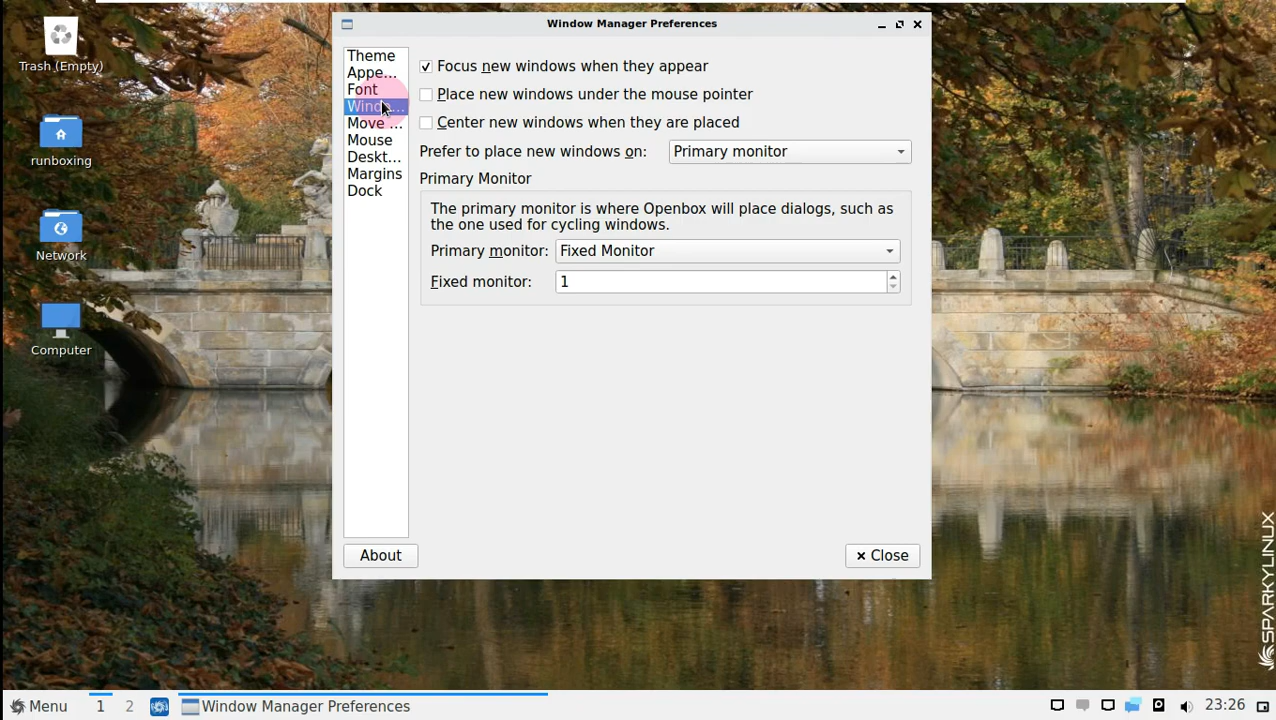 Window Manager Preferences
Trash (Empty)
runboxing
Network
Computer
Theme
Appe...
Font
Windo...
Move ...
Mouse
Deskt...
Margins
Dock
Focus new windows when they appear
Place new windows under the mouse pointer
Center new windows when they are placed
Prefer to place new windows on: Primary monitor
Primary Monitor
The primary monitor is where Openbox will place dialogs, such as
the one used for cycling windows.
Primary monitor: Fixed Monitor
Fixed monitor: 1
About
Close
SPARKYLINUX
Menu 1 2 Window Manager Preferences 23:26